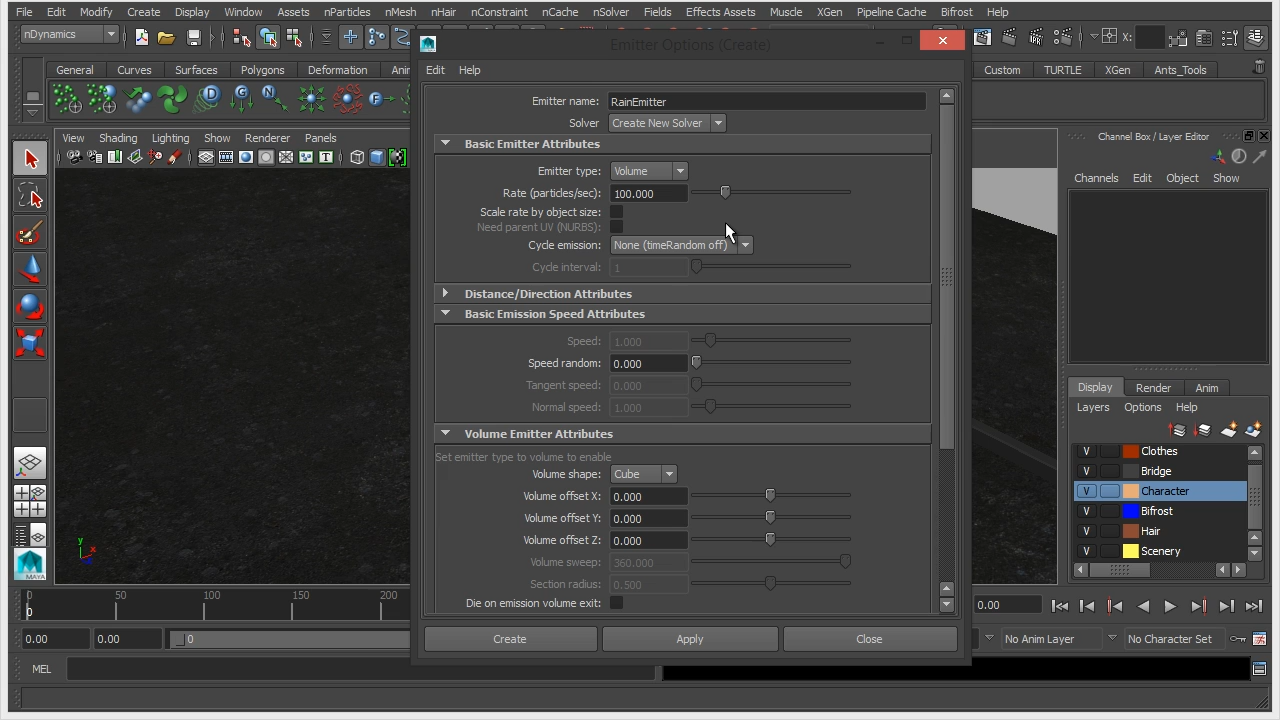 File Edit Modify Create Display Window Assets nParticles nMesh nHair nConstraint nCache nSolver Fields Effects Assets Muscle XGen Pipeline Cache Bifrost Help
nDynamics
X:
Emitter Options (Create)
Edit Help
General Curves Surfaces Polygons Deformation
Custom TURTLE XGen Ants_Tools
View Shading Lighting Show Renderer Panels
Emitter name: RainEmitter
Solver Create New Solver
Basic Emitter Attributes
Emitter type: Volume
Rate (particles/sec): 100.000
Scale rate by object size:
Need parent UV (NURBS):
Cycle emission: None (timeRandom off)
Cycle interval: 1
Distance/Direction Attributes
Basic Emission Speed Attributes
Speed: 1.000
Speed random: 0.000
Tangent speed: 0.000
Normal speed: 1.000
Volume Emitter Attributes
Set emitter type to volume to enable
Volume shape: Cube
Volume offset X: 0.000
Volume offset Y: 0.000
Volume offset Z: 0.000
Volume sweep: 360.000
Section radius: 0.500
Die on emission volume exit:
Create Apply Close
Channel Box / Layer Editor
Channels Edit Object Show
Display Render Anim
Layers Options Help
V Clothes
V Bridge
V Character
V Bifrost
V Hair
V Scenery
y
x
MAYA
0 50 100 150 200
0
0.00
0.00 0.00 0
No Anim Layer No Character Set
MEL